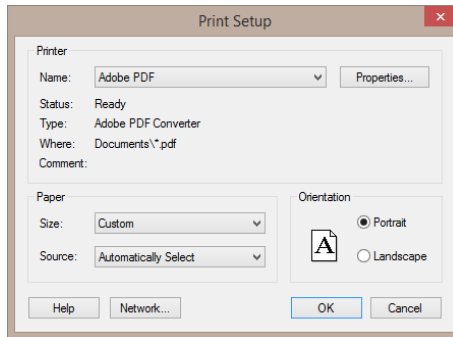 Print Setup
Printer
Name: Adobe PDF Properties...
Status: Ready
Type: Adobe PDF Converter
Where: Documents\*.pdf
Comment:
Paper Orientation
Size: Custom Portrait
A
Source: Automatically Select Landscape
Help Network... OK Cancel